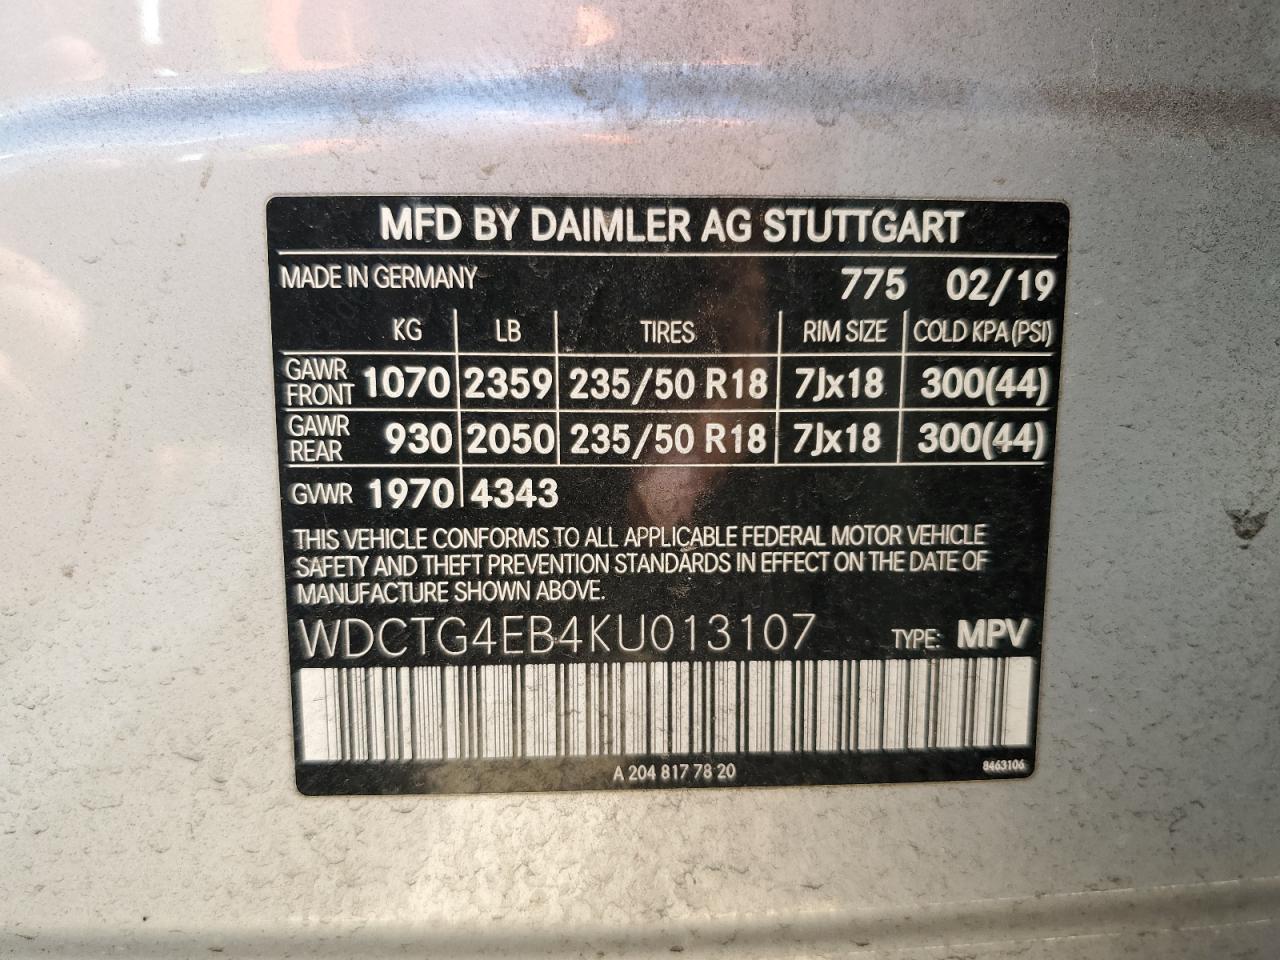 MFD BY DAIMLER AG STUTTGART
MADE IN GERMANY 775 02/19
KG LB TIRES RIM SIZE COLD KPA (PSI)
GAWR FRONT 1070 2359 235/50 R18 7Jx18 300(44)
GAWR REAR 930 2050 235/50 R18 7Jx18 300(44)
GVWR 1970 4343
THIS VEHICLE CONFORMS TO ALL APPLICABLE FEDERAL MOTOR VEHICLE
SAFETY AND THEFT PREVENTION STANDARDS IN EFFECT ON THE DATE OF
MANUFACTURE SHOWN ABOVE.
WDCTG4EB4KU013107 TYPE: MPV
A 204 817 78 20 8463106